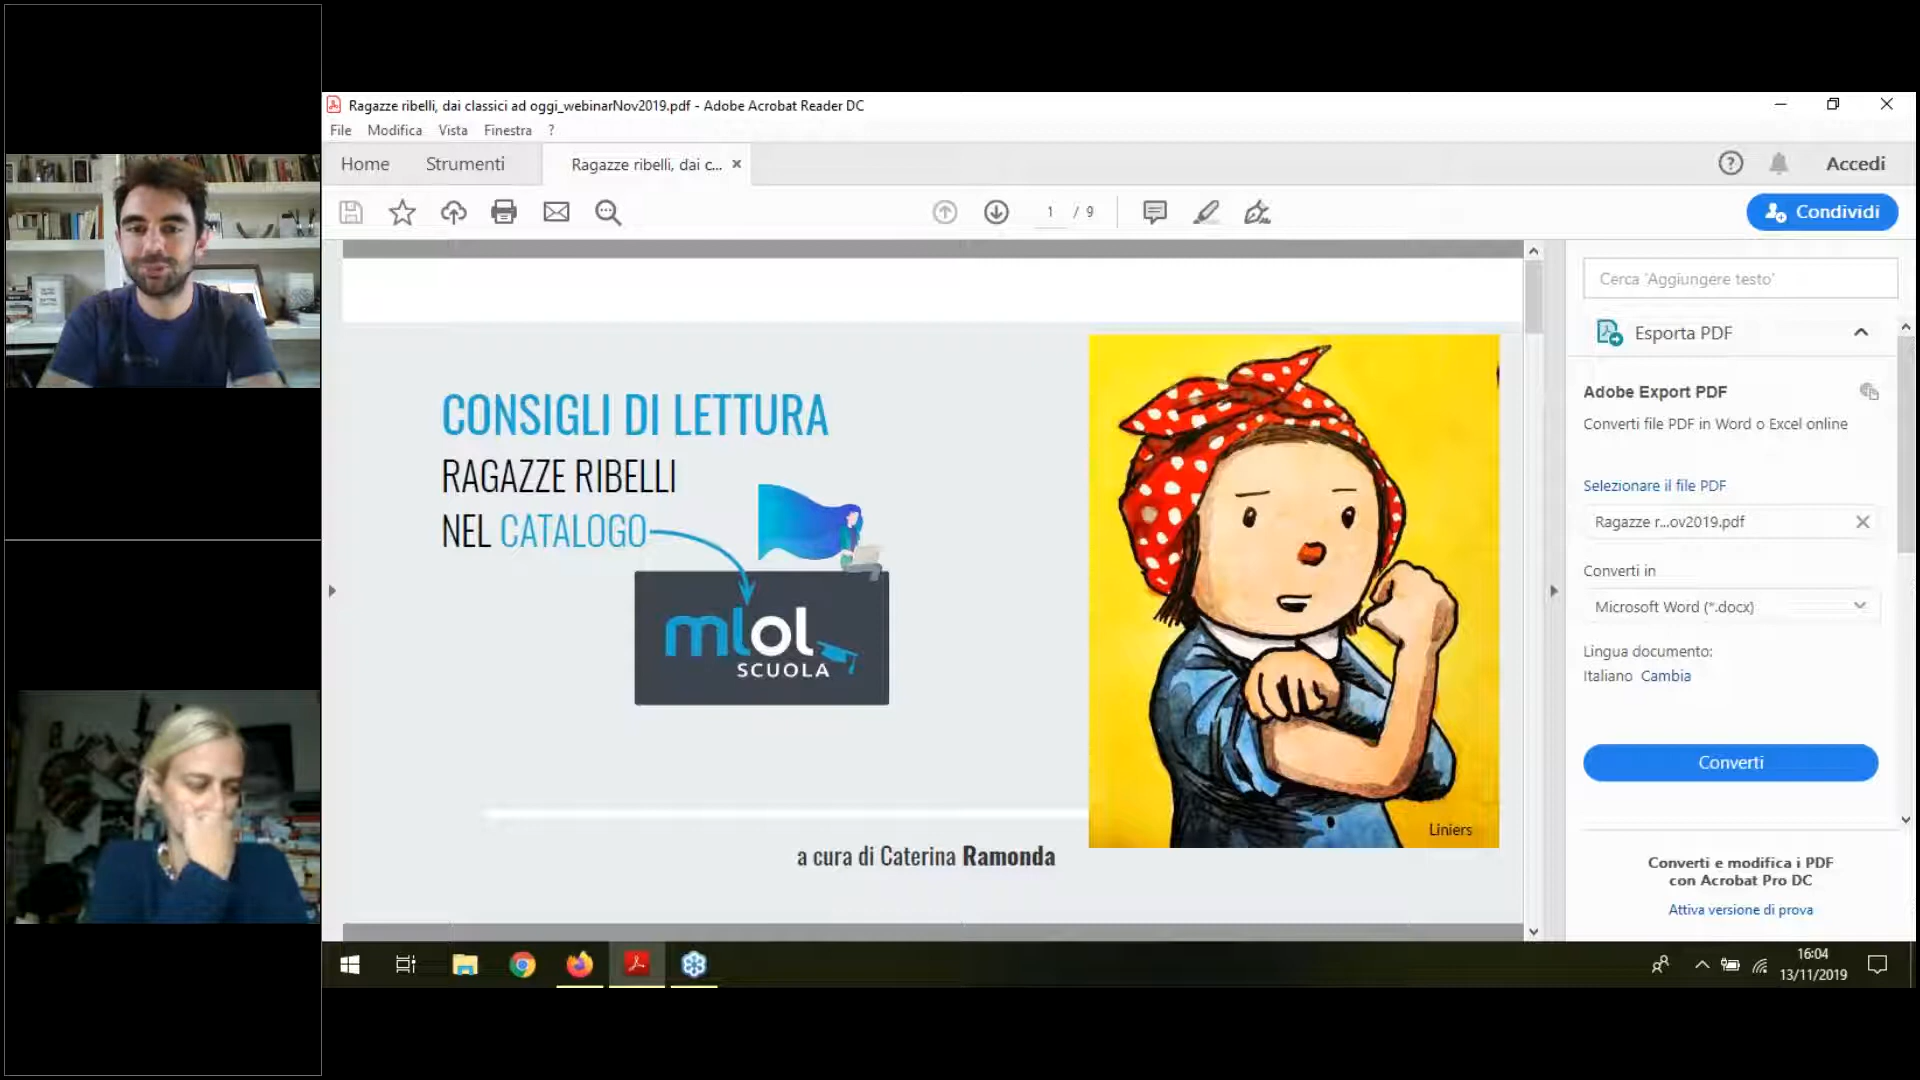 Ragazze ribelli, dai classici ad oggi_webinarNov2019.pdf - Adobe Acrobat Reader DC
File Modifica Vista Finestra ?
Home Strumenti Ragazze ribelli, dai c... × Accedi
1 / 9 Condividi
CONSIGLI DI LETTURA
RAGAZZE RIBELLI
NEL CATALOGO
mlol
SCUOLA
Liniers
a cura di Caterina Ramonda
Cerca 'Aggiungere testo'
Esporta PDF
Adobe Export PDF
Converti file PDF in Word o Excel online
Selezionare il file PDF
Ragazze r...ov2019.pdf
Converti in
Microsoft Word (*.docx)
Lingua documento:
Italiano Cambia
Converti
Converti e modifica i PDF
con Acrobat Pro DC
Attiva versione di prova
16:04
13/11/2019